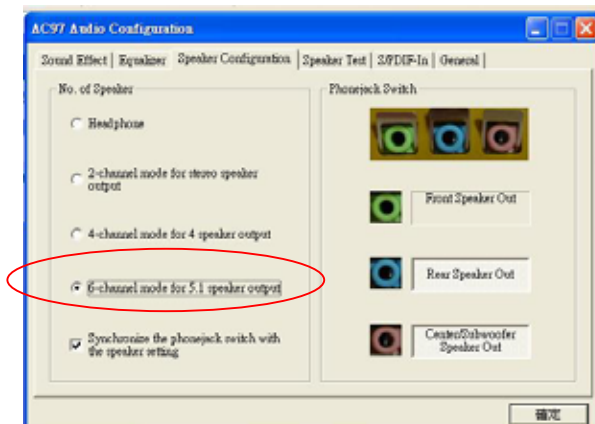 AC97 Audio Configuration
Sound Effect | Equalizer | Speaker Configuration | Speaker Test | S/PDIF-In | General
No. of Speaker
Headphone
2-channel mode for stereo speaker
output
4-channel mode for 4 speaker output
6-channel mode for 5.1 speaker output
Synchronize the phonejack switch with
the speaker setting
Phonejack Switch
Front Speaker Out
Rear Speaker Out
Center/Subwoofer
Speaker Out
確定